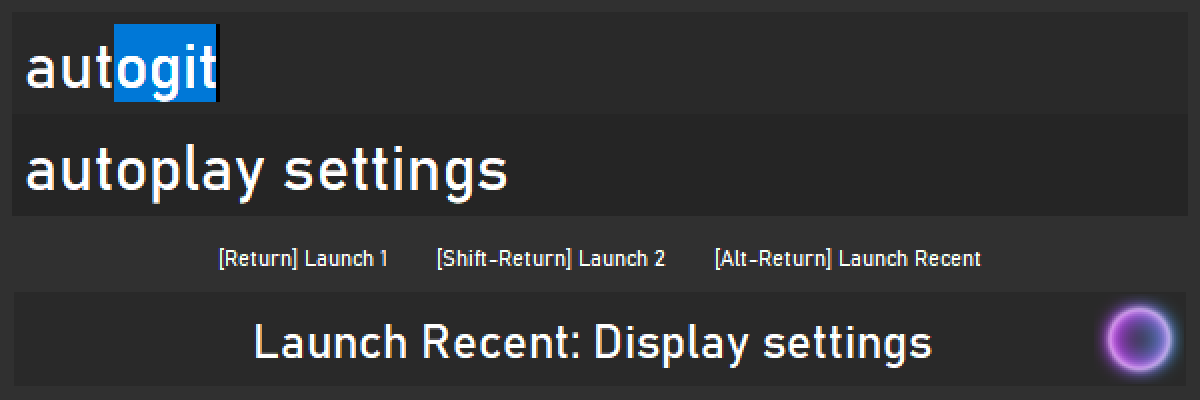 autogit
autoplay settings
[Return] Launch 1 [Shift-Return] Launch 2 [Alt-Return] Launch Recent
Launch Recent: Display settings